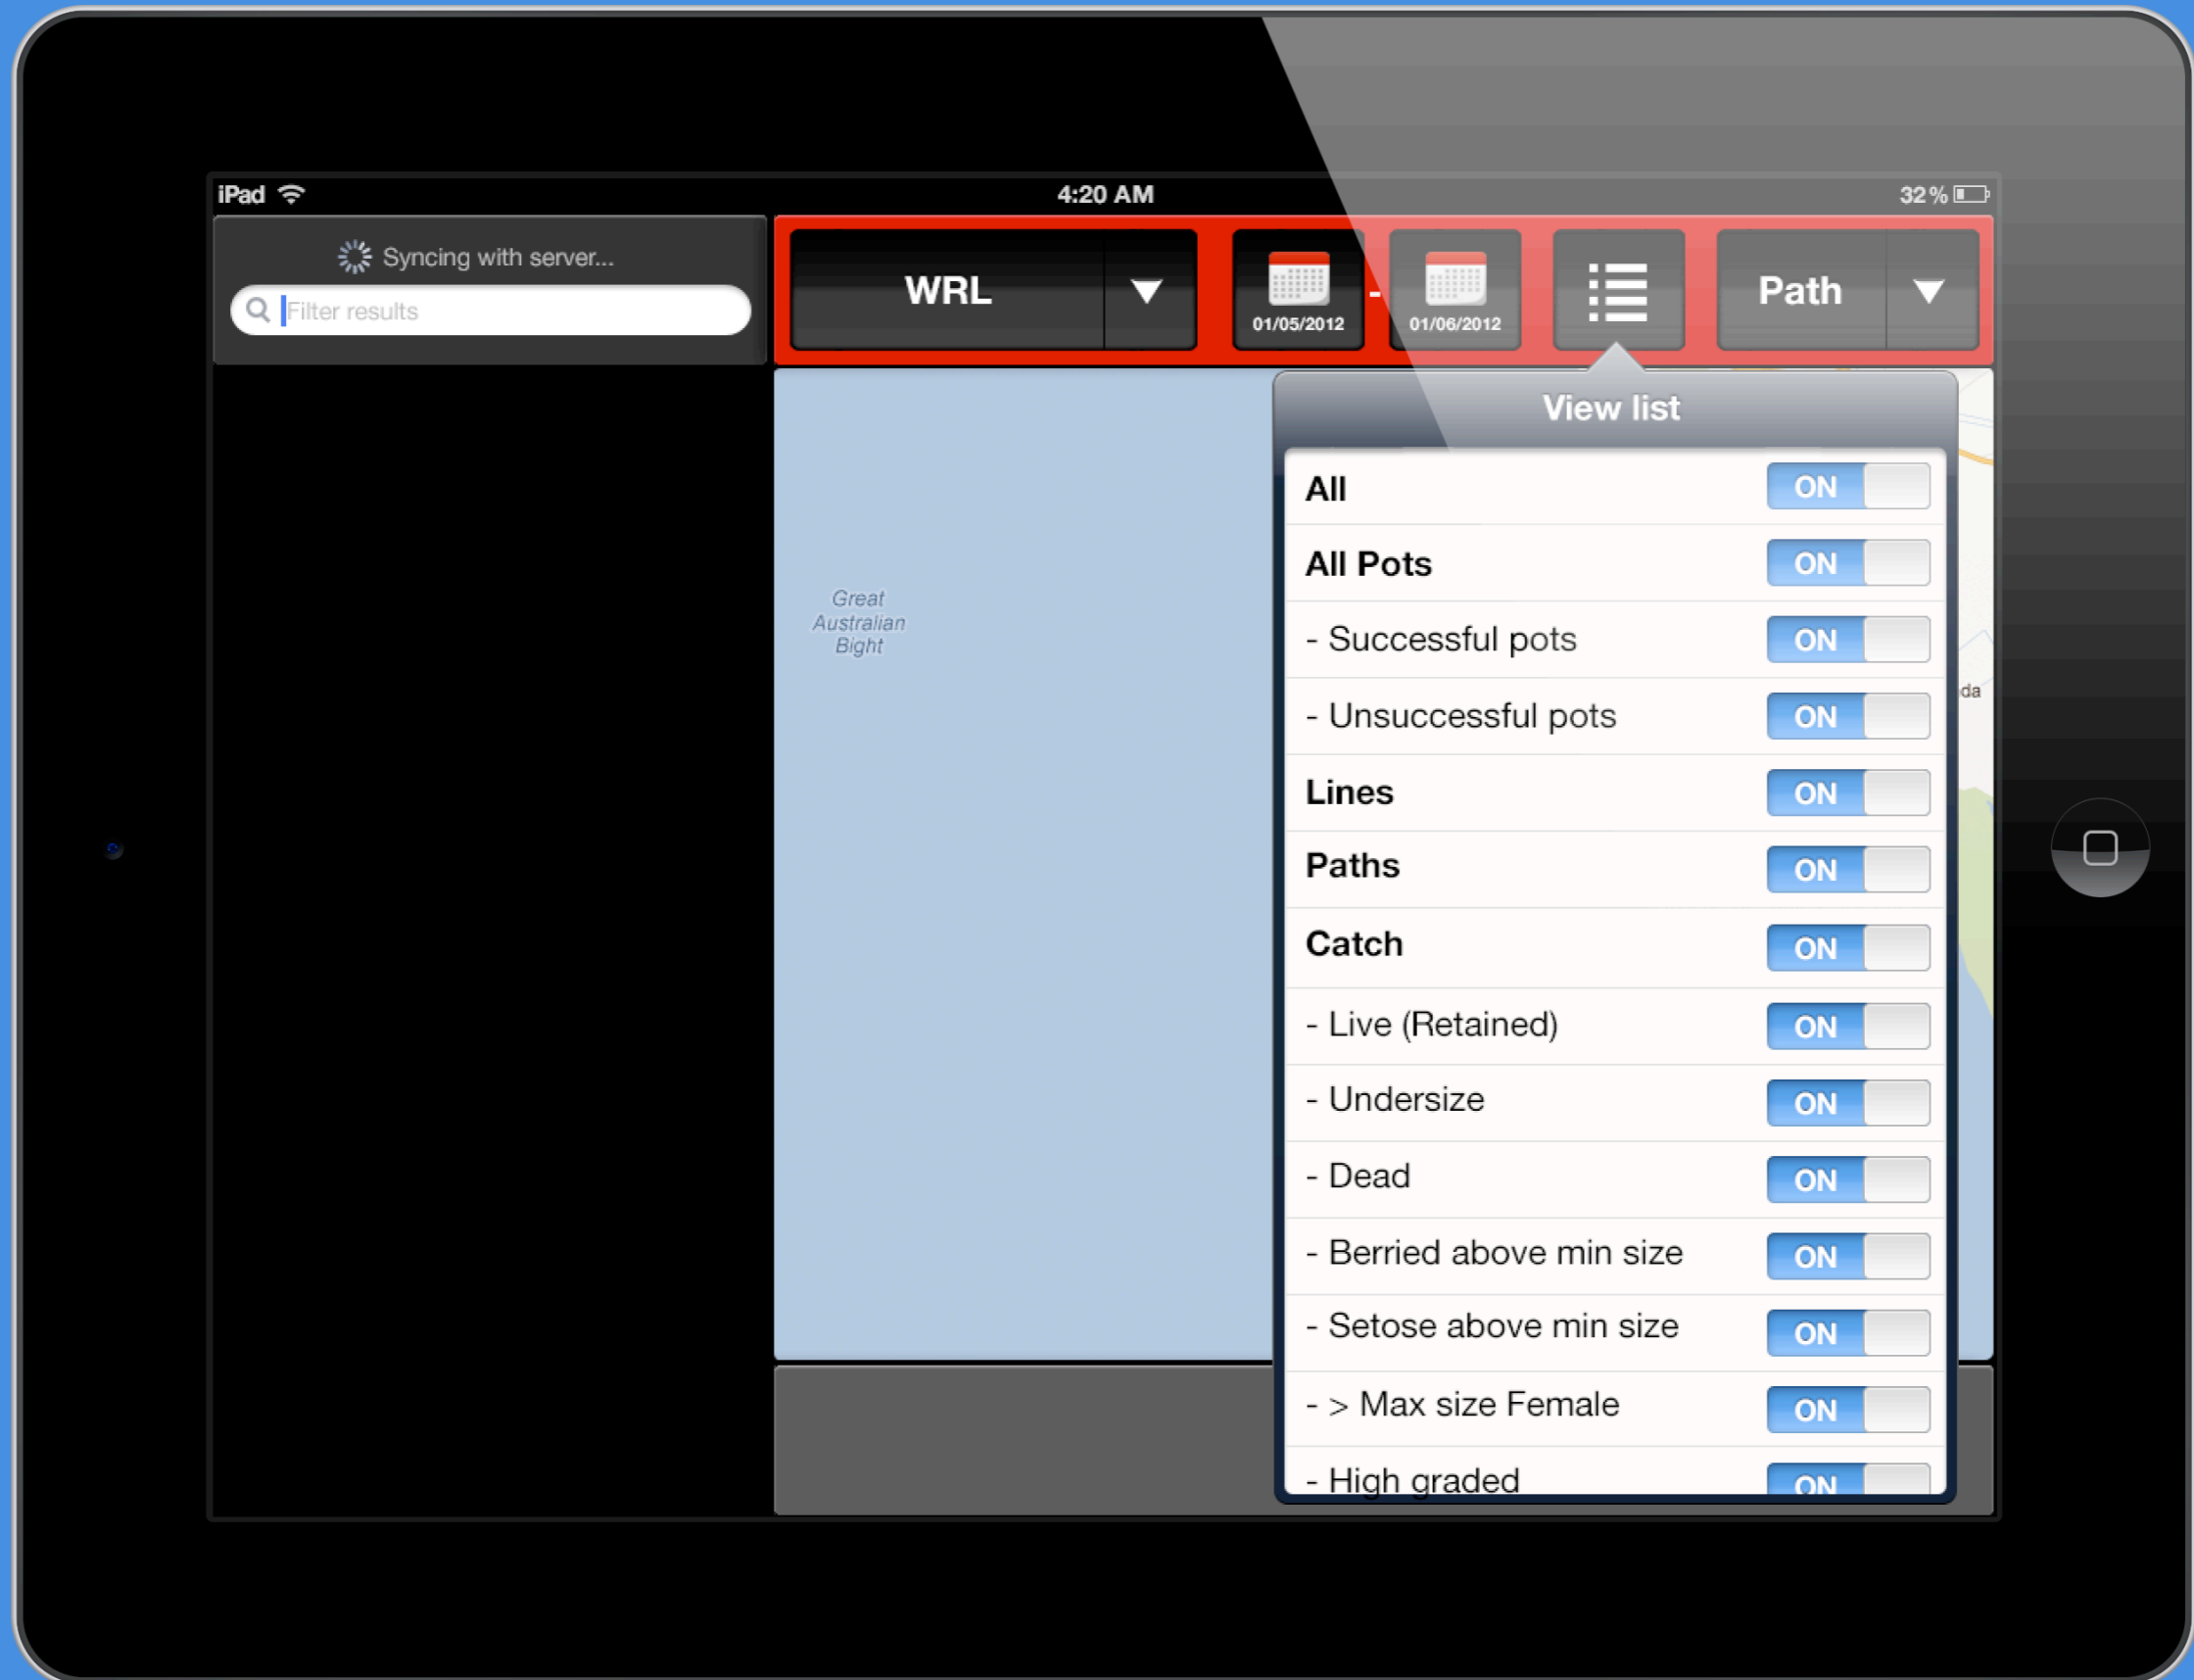 iPad
4:20 AM
32%
Syncing with server...
Filter results
WRL
01/05/2012
-
01/06/2012
Path
View list
All ON
All Pots ON
- Successful pots ON
- Unsuccessful pots ON
Lines ON
Paths ON
Catch ON
- Live (Retained) ON
- Undersize ON
- Dead ON
- Berried above min size ON
- Setose above min size ON
- > Max size Female ON
- High graded ON
Great
Australian
Bight
da